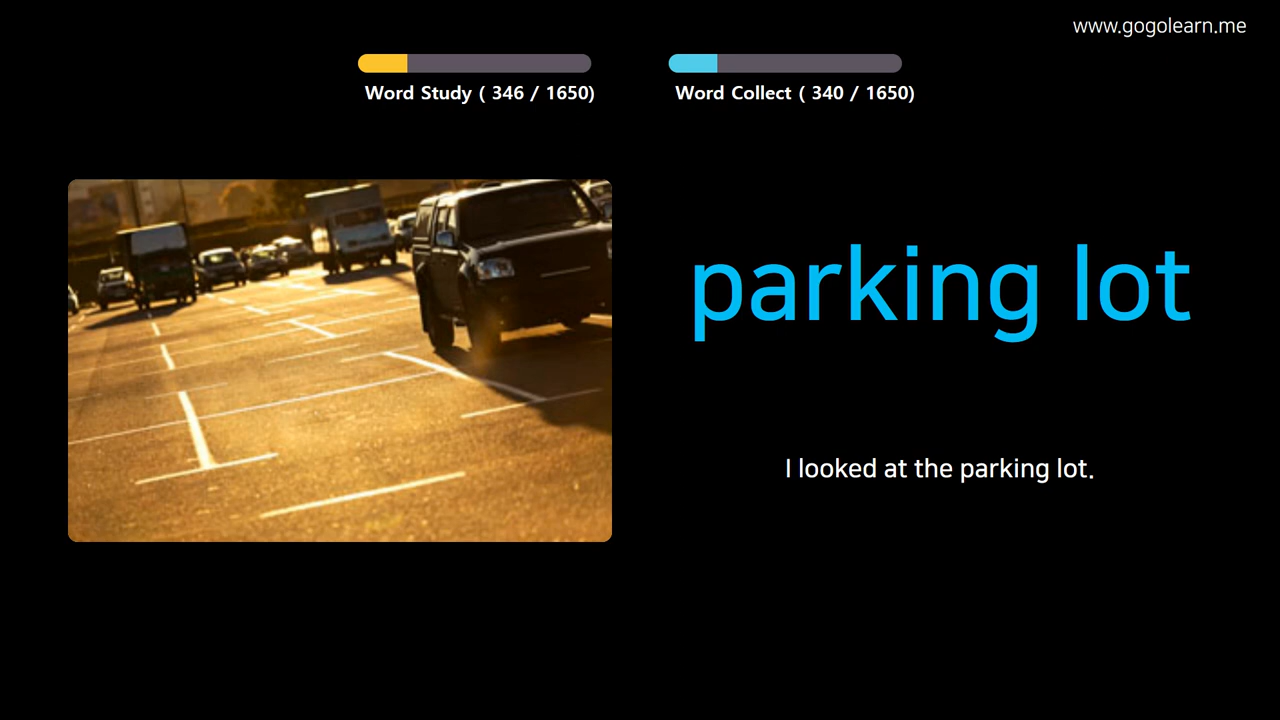 www.gogolearn.me
Word Study ( 346 / 1650)
Word Collect ( 340 / 1650)
parking lot
I looked at the parking lot.